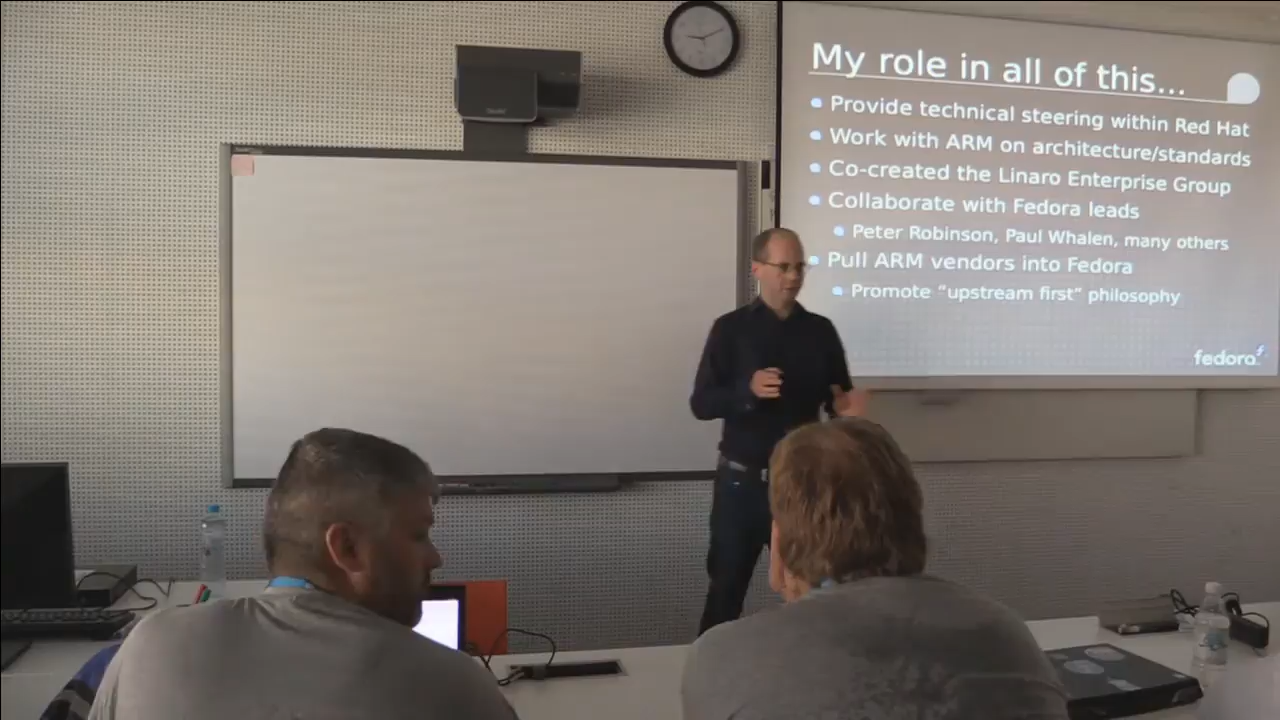 My role in all of this...
Provide technical steering within Red Hat
Work with ARM on architecture/standards
Co-created the Linaro Enterprise Group
Collaborate with Fedora leads
Peter Robinson, Paul Whalen, many others
Pull ARM vendors into Fedora
Promote “upstream first” philosophy
fedora